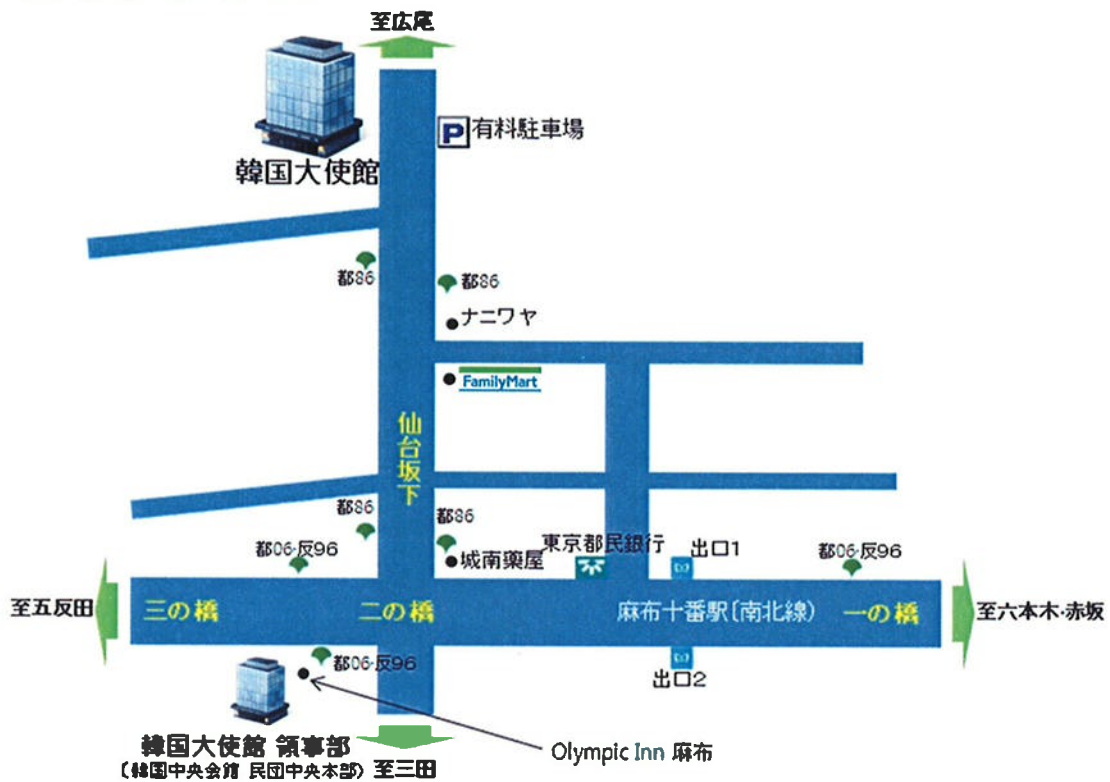 至広尾
P 有料駐車場
韓国大使館
都86
都86
ナニワヤ
FamilyMart
仙台坂下
都86
都86
都06·反96
城南薬屋
東京都民銀行
出口1
都06·反96
至五反田
三の橋
二の橋
麻布十番駅(南北線)
一の橋
至六本木·赤坂
都06·反96
出口2
韓国大使館 領事部
(韓国中央会館 民団中央本部)
至三田
Olympic Inn 麻布